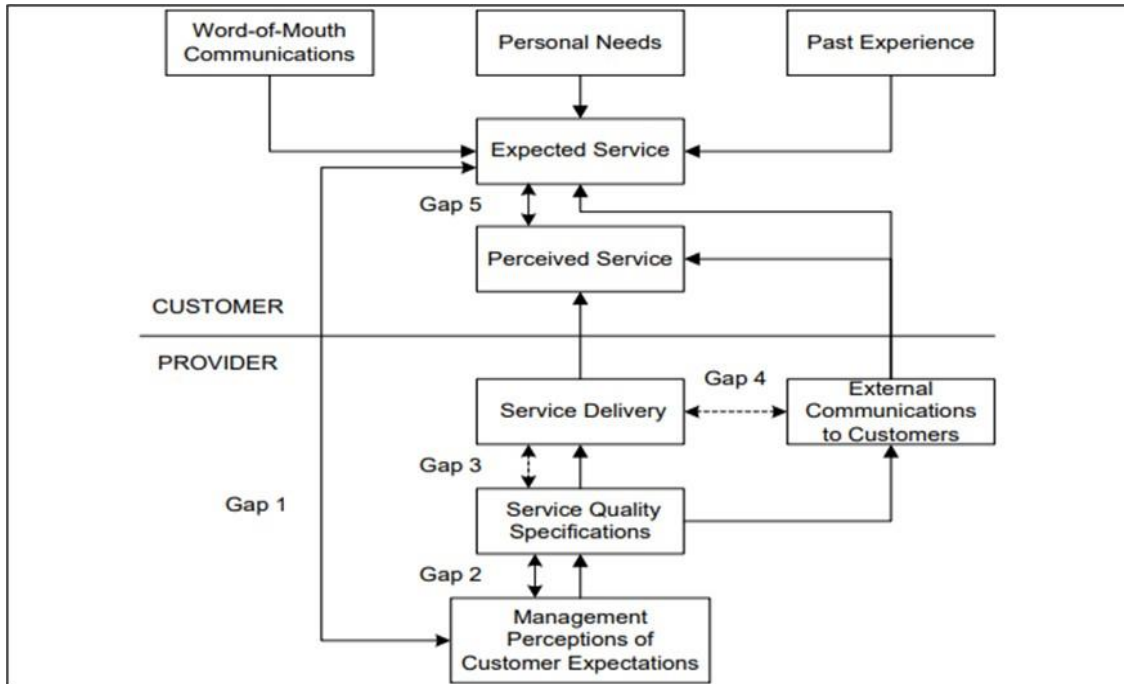 Word-of-Mouth
Communications
Personal Needs
Past Experience
Expected Service
Gap 5
Perceived Service
CUSTOMER
PROVIDER
Gap 4
Service Delivery
External
Communications
to Customers
Gap 3
Gap 1
Service Quality
Specifications
Gap 2
Management
Perceptions of
Customer Expectations